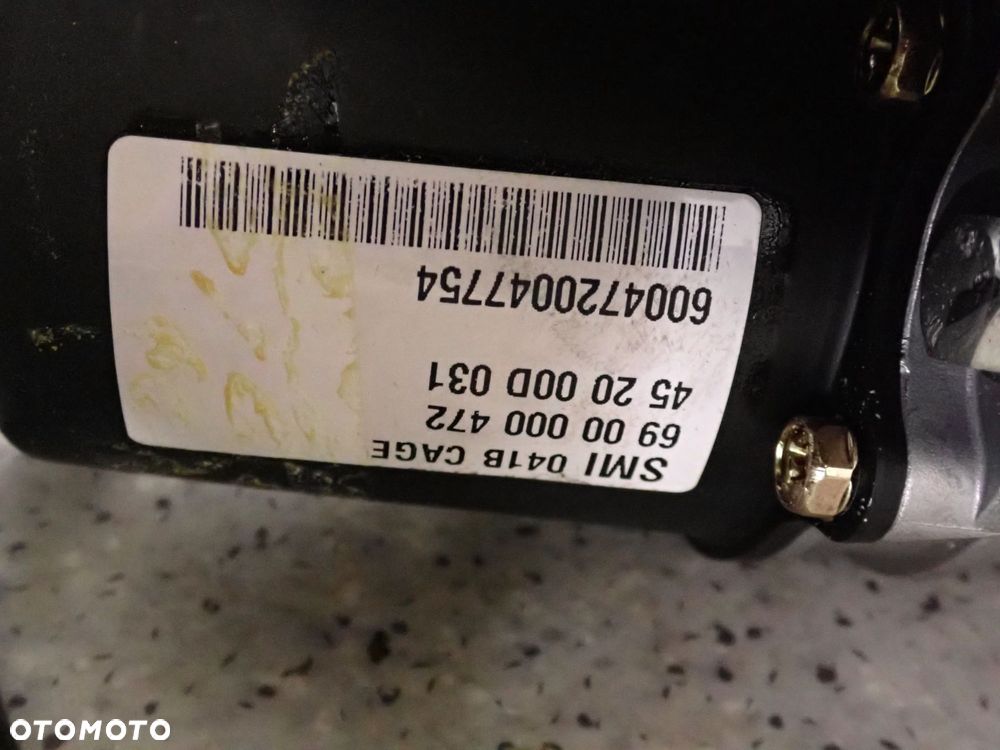 SMI 041B CAGE
69 00 000 472
45 20 00D 031
6004720047754
OTOMOTO